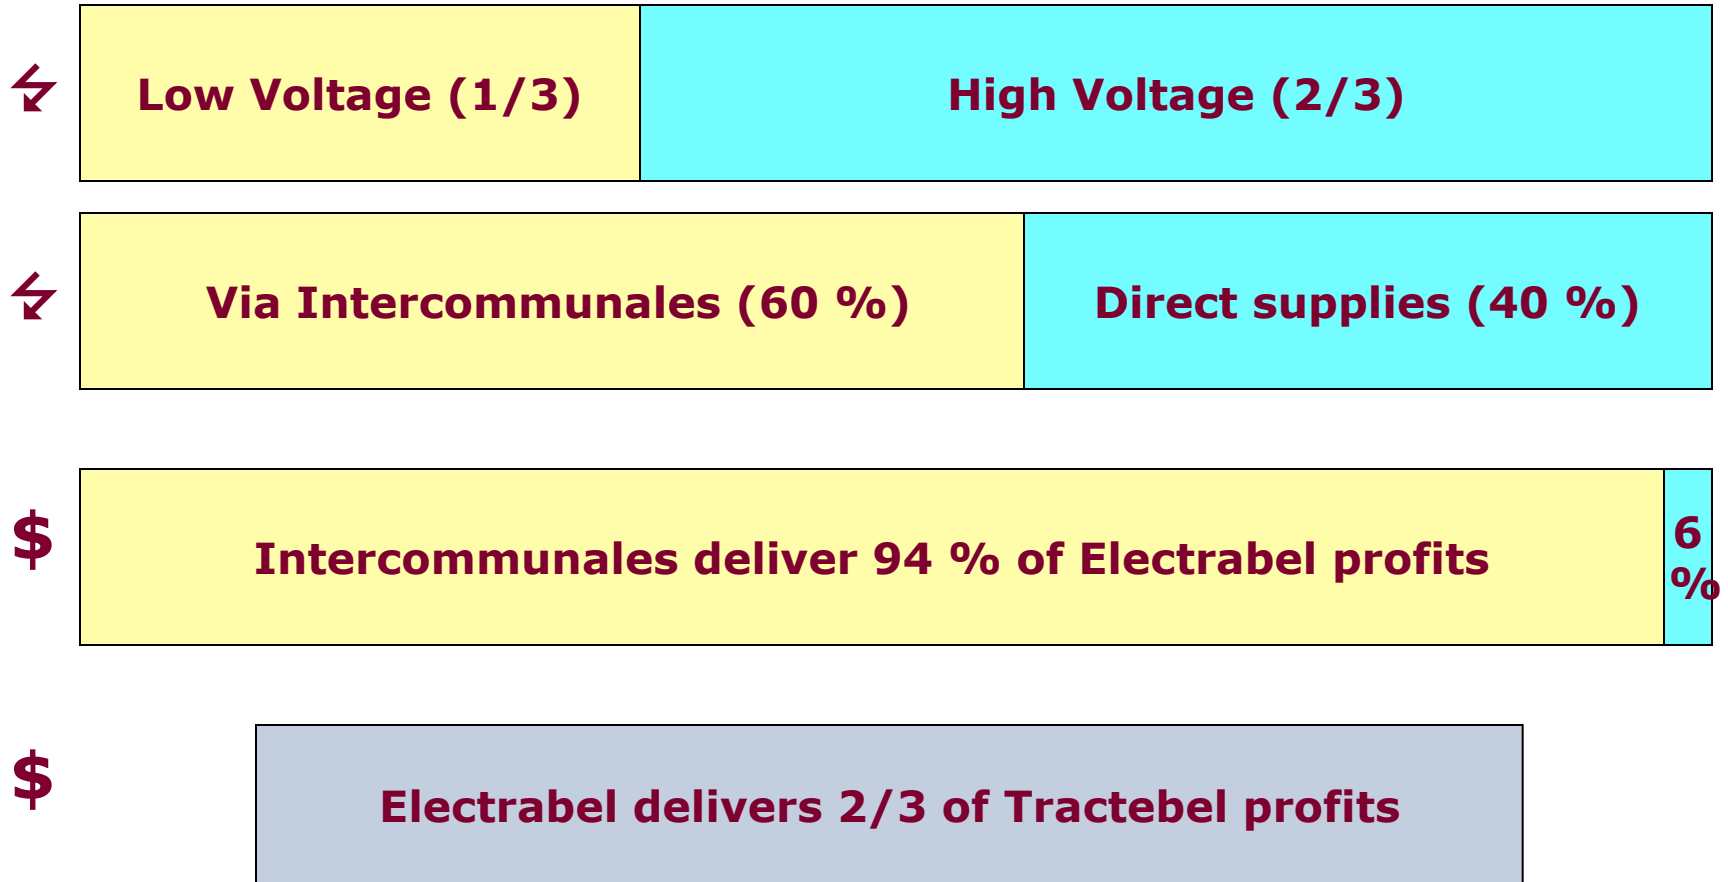 Low Voltage (1/3)
High Voltage (2/3)
Via Intercommunales (60 %)
Direct supplies (40 %)
$
Intercommunales deliver 94 % of Electrabel profits
6
%
$
Electrabel delivers 2/3 of Tractebel profits